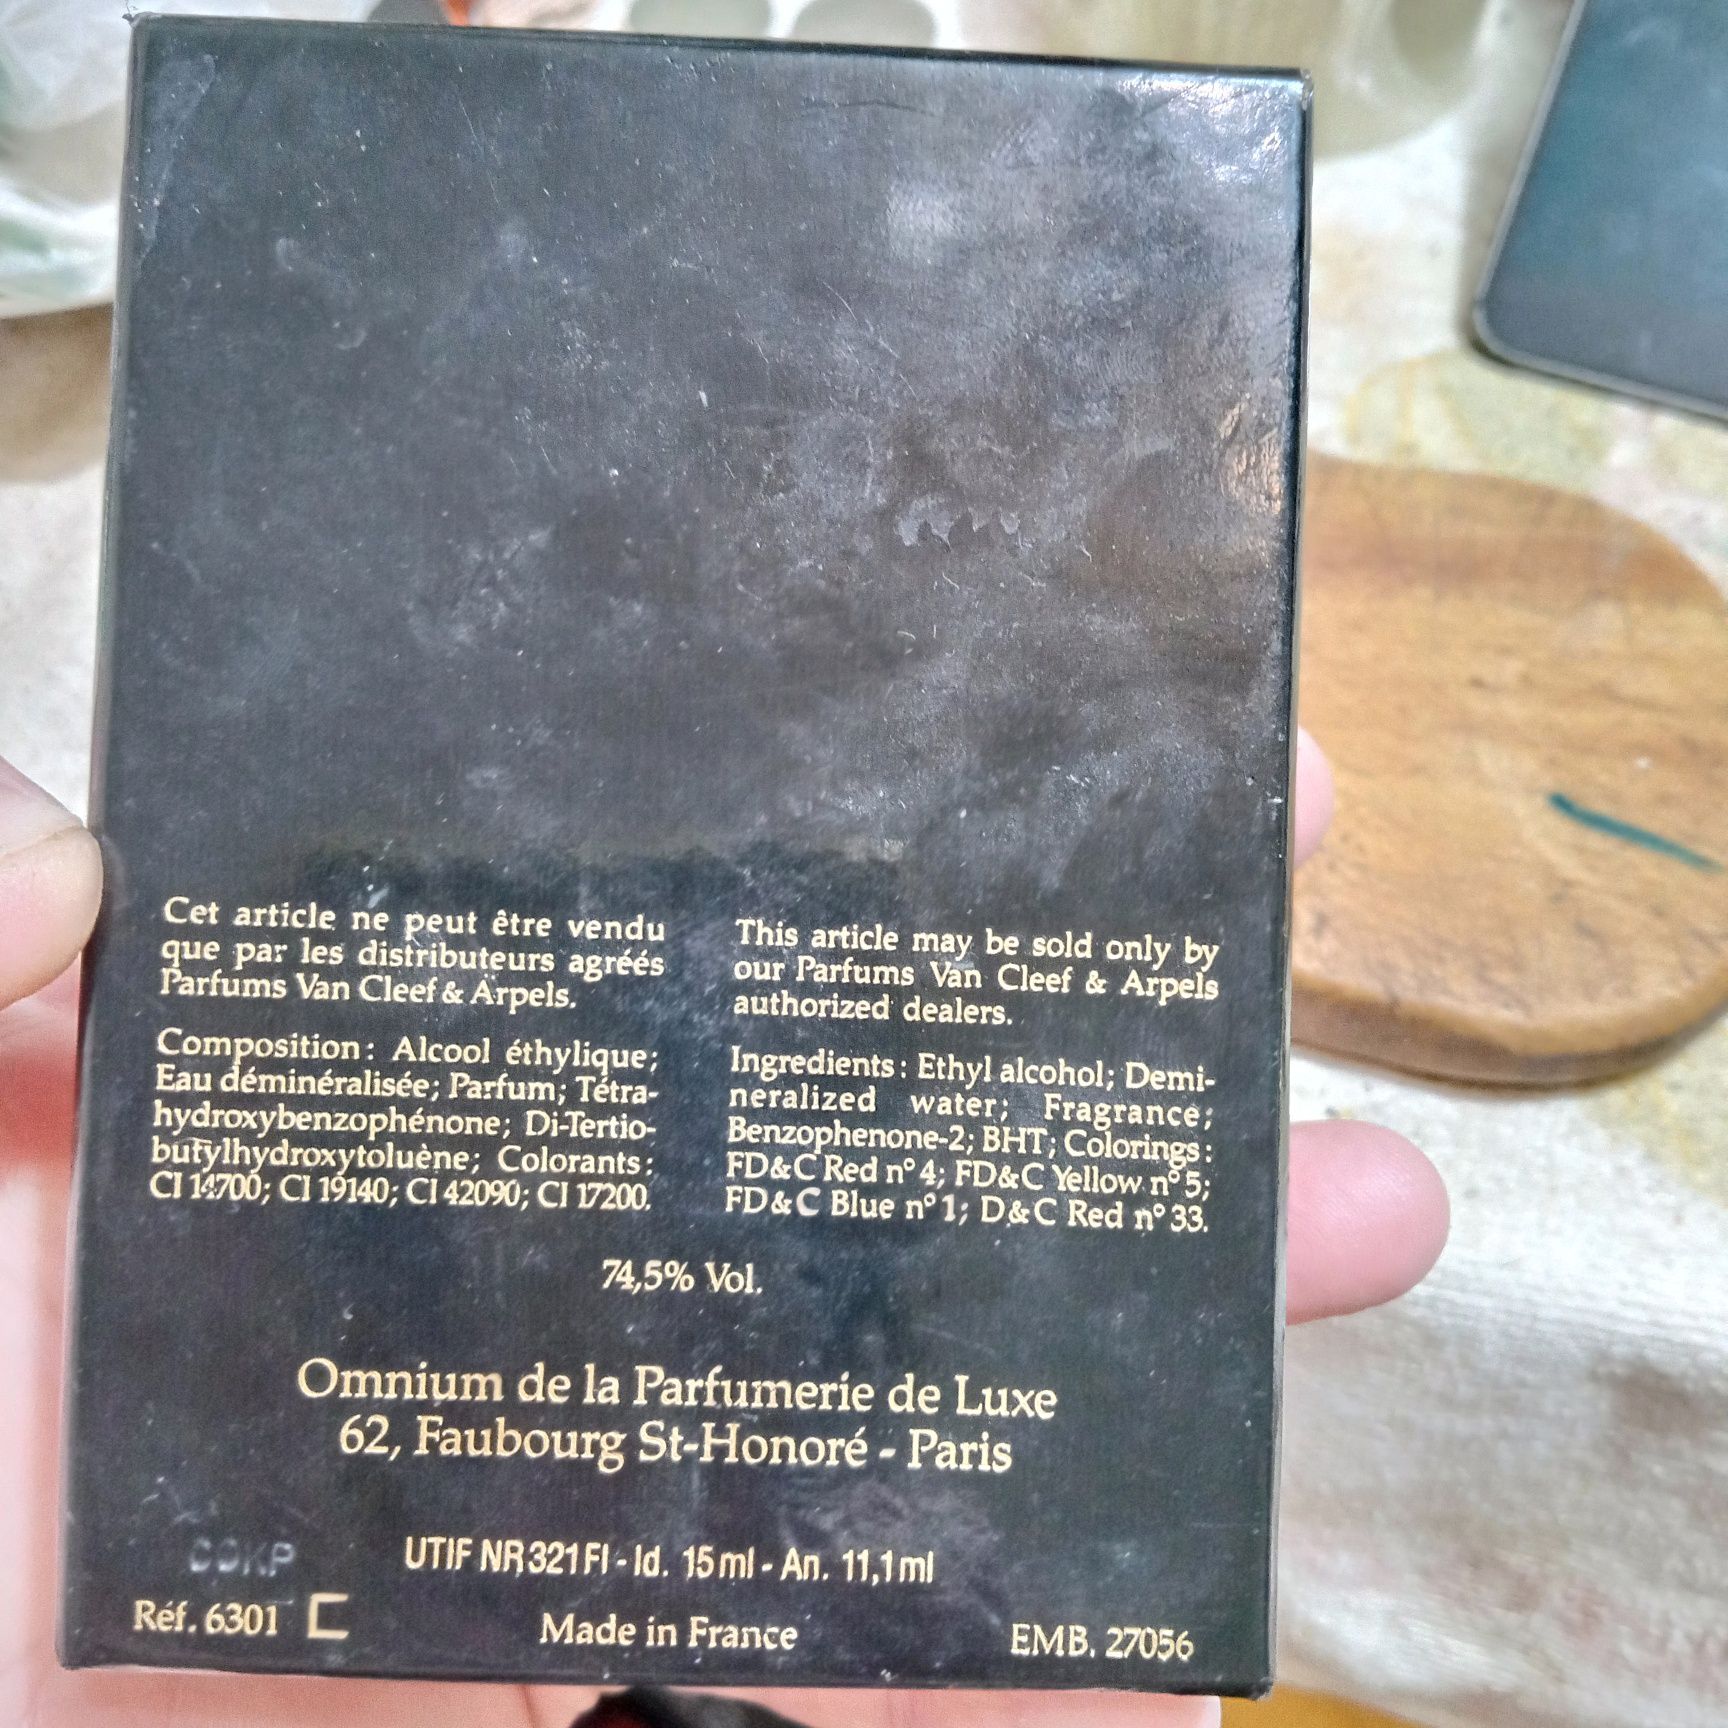 Cet article ne peut être vendu
que par les distributeurs agréés
Parfums Van Cleef & Arpels.
Composition : Alcool éthylique;
Eau déminéralisée; Parfum; Tétra-
hydroxybenzophénone; Di-Tertio-
butylhydroxytoluène; Colorants:
CI 14700; CI 19140; CI 42090; CI 17200.
This article may be sold only by
our Parfums Van Cleef & Arpels
authorized dealers.
Ingredients : Ethyl alcohol; Demi-
neralized water; Fragrance;
Benzophenone-2; BHT; Colorings:
FD&C Red n° 4; FD&C Yellow n° 5;
FD&C Blue n° 1; D&C Red n° 33.
74,5% Vol.
Omnium de la Parfumerie de Luxe
62, Faubourg St-Honoré - Paris
UTIF NR321FI - Id. 15 ml - An. 11,1 ml
Réf. 6301
Made in France
EMB. 27056